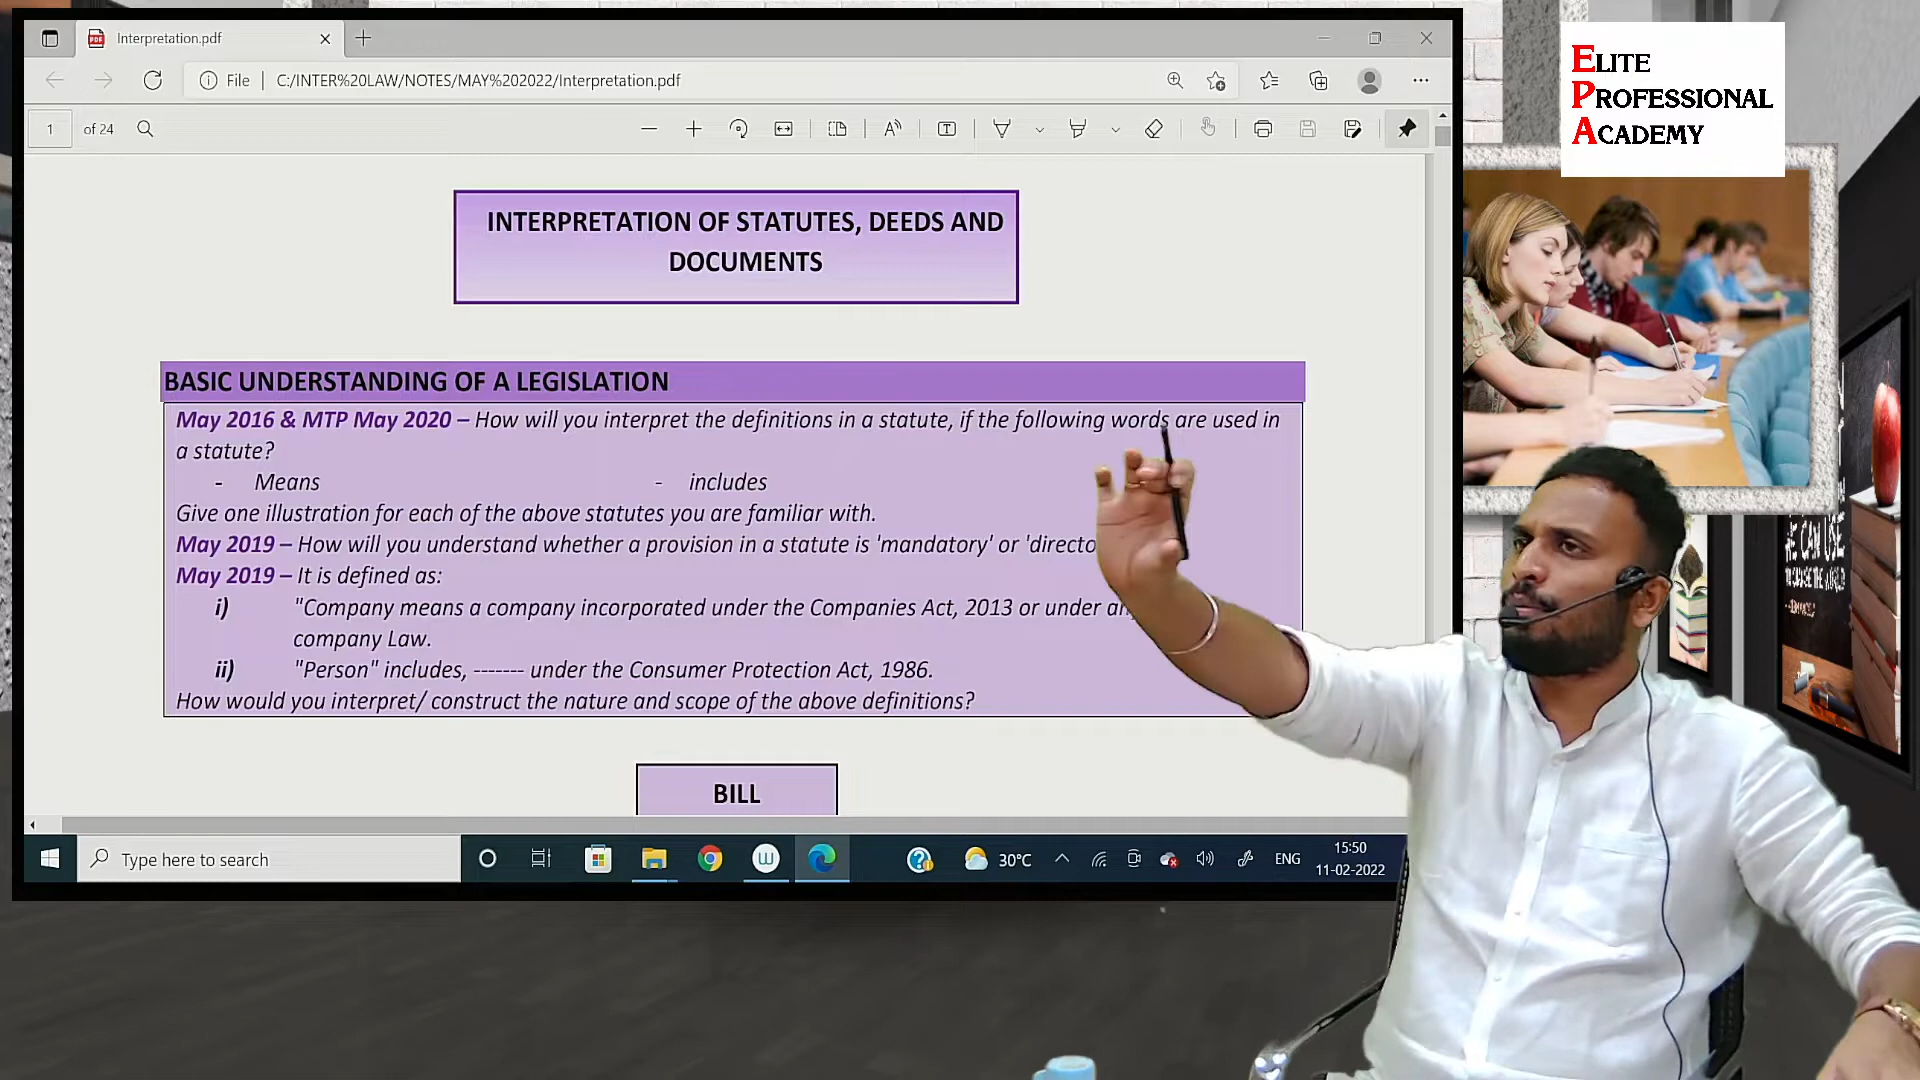 Interpretation.pdf
File
C:/INTER%20LAW/NOTES/MAY%202022/Interpretation.pdf
1 of 24
ELITE
PROFESSIONAL
ACADEMY
INTERPRETATION OF STATUTES, DEEDS AND
DOCUMENTS
BASIC UNDERSTANDING OF A LEGISLATION
May 2016 & MTP May 2020 – How will you interpret the definitions in a statute, if the following words are used in
a statute?
- Means - includes
Give one illustration for each of the above statutes you are familiar with.
May 2019 – How will you understand whether a provision in a statute is 'mandatory' or 'directo
May 2019 – It is defined as:
i) "Company means a company incorporated under the Companies Act, 2013 or under
company Law.
ii) "Person" includes, ------- under the Consumer Protection Act, 1986.
How would you interpret/ construct the nature and scope of the above definitions?
BILL
Type here to search
30°C
ENG
15:50
11-02-2022